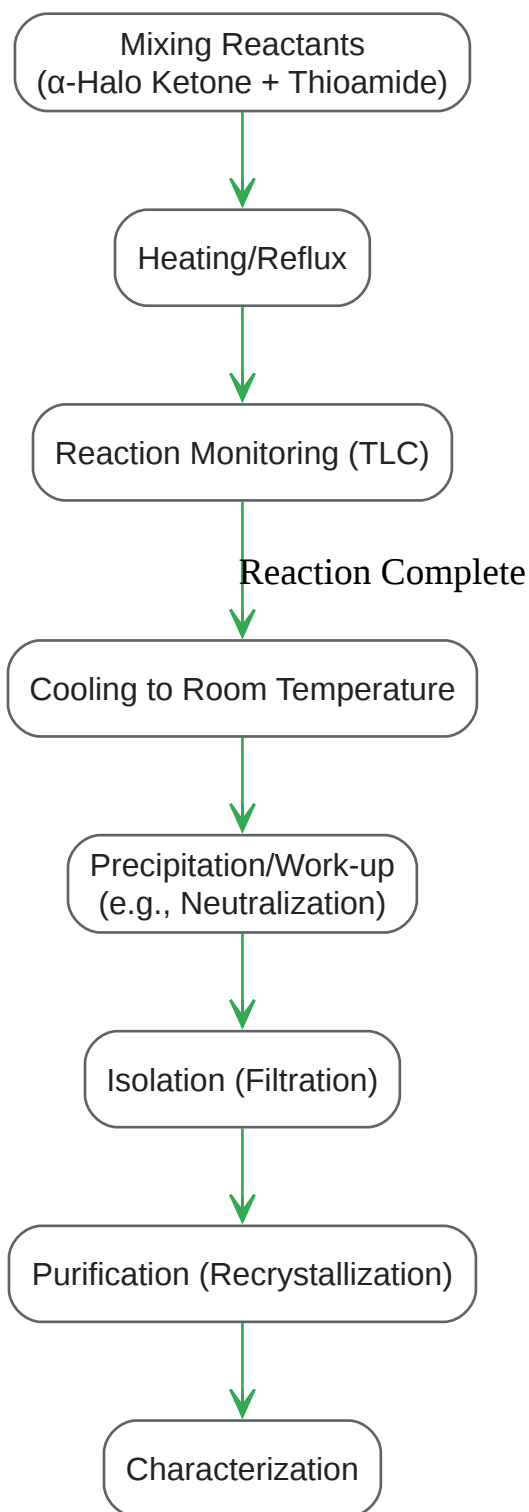 Mixing Reactants
(α-Halo Ketone + Thioamide)
Heating/Reflux
Reaction Monitoring (TLC)
Reaction Complete
Cooling to Room Temperature
Precipitation/Work-up
(e.g., Neutralization)
Isolation (Filtration)
Purification (Recrystallization)
Characterization